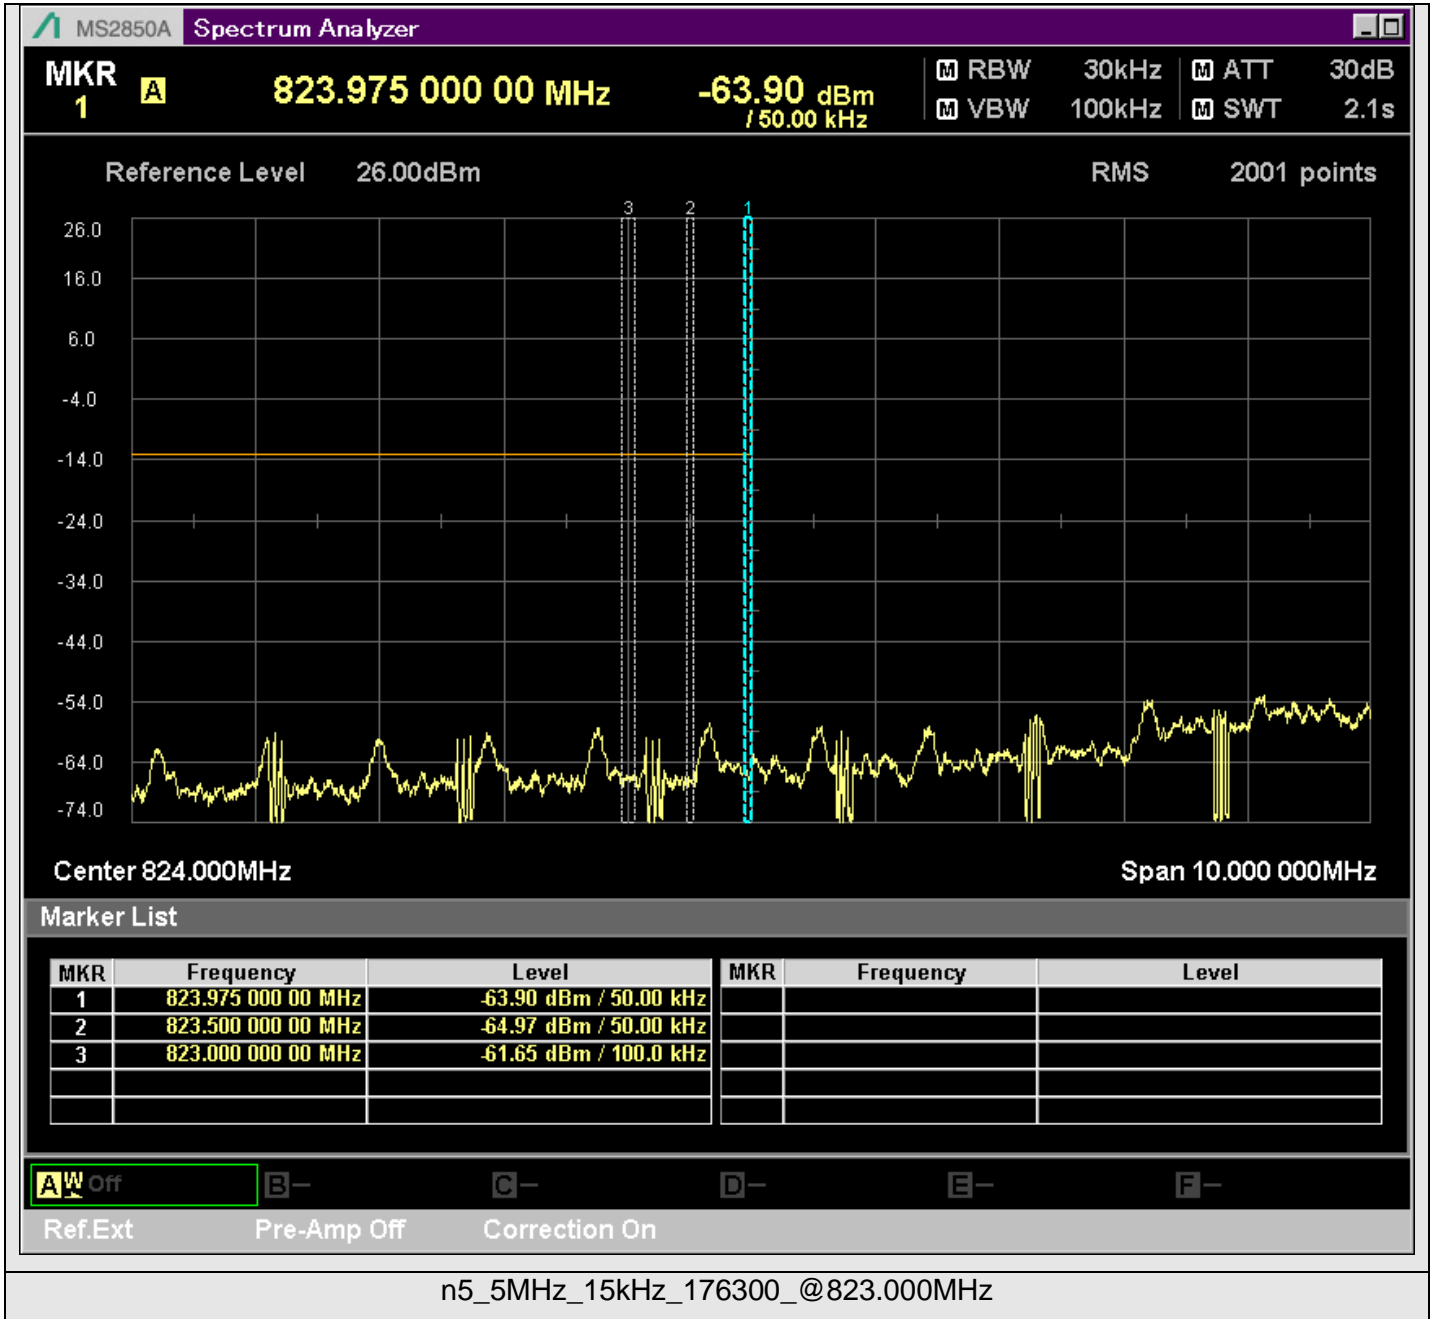 MS2850A Spectrum Analyzer
MKR 1 A 823.975 000 00 MHz -63.90 dBm / 50.00 kHz
M RBW 30kHz M ATT 30dB
M VBW 100kHz M SWT 2.1s
Reference Level 26.00dBm RMS 2001 points
3 2 1
26.0
16.0
6.0
-4.0
-14.0
-24.0
-34.0
-44.0
-54.0
-64.0
-74.0
Center 824.000MHz Span 10.000 000MHz
Marker List
MKR Frequency Level MKR Frequency Level
1 823.975 000 00 MHz -63.90 dBm / 50.00 kHz
2 823.500 000 00 MHz -64.97 dBm / 50.00 kHz
3 823.000 000 00 MHz -61.65 dBm / 100.0 kHz
A W Off B — C — D — E — F —
Ref.Ext Pre-Amp Off Correction On
n5_5MHz_15kHz_176300_@823.000MHz